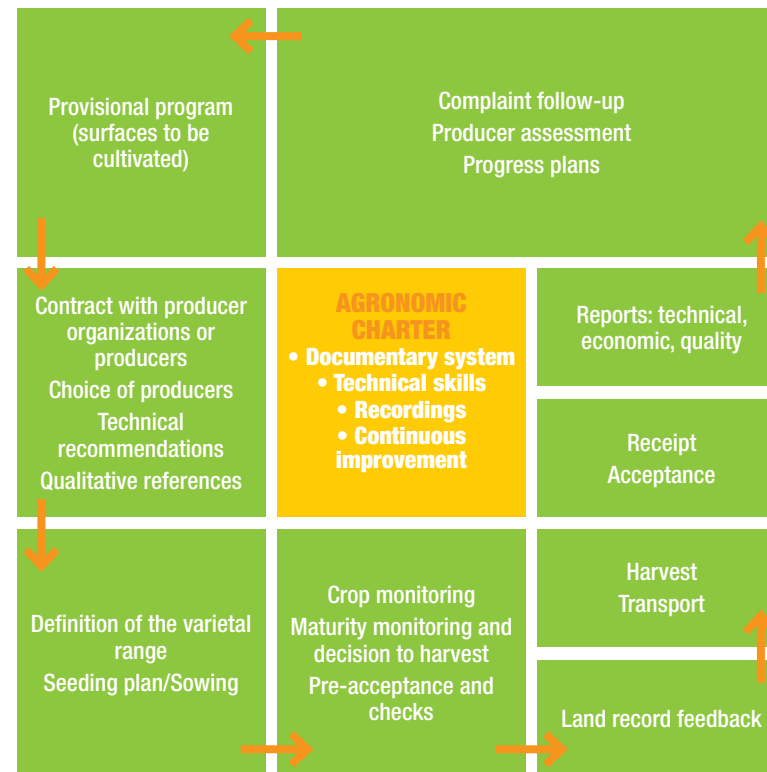 Provisional program
(surfaces to be
cultivated)
Complaint follow-up
Producer assessment
Progress plans
Contract with producer
organizations or
producers
Choice of producers
Technical
recommendations
Qualitative references
AGRONOMIC
CHARTER
• Documentary system
• Technical skills
• Recordings
• Continuous
improvement
Reports: technical,
economic, quality
Receipt
Acceptance
Definition of the varietal
range
Seeding plan/Sowing
Crop monitoring
Maturity monitoring and
decision to harvest
Pre-acceptance and
checks
Harvest
Transport
Land record feedback